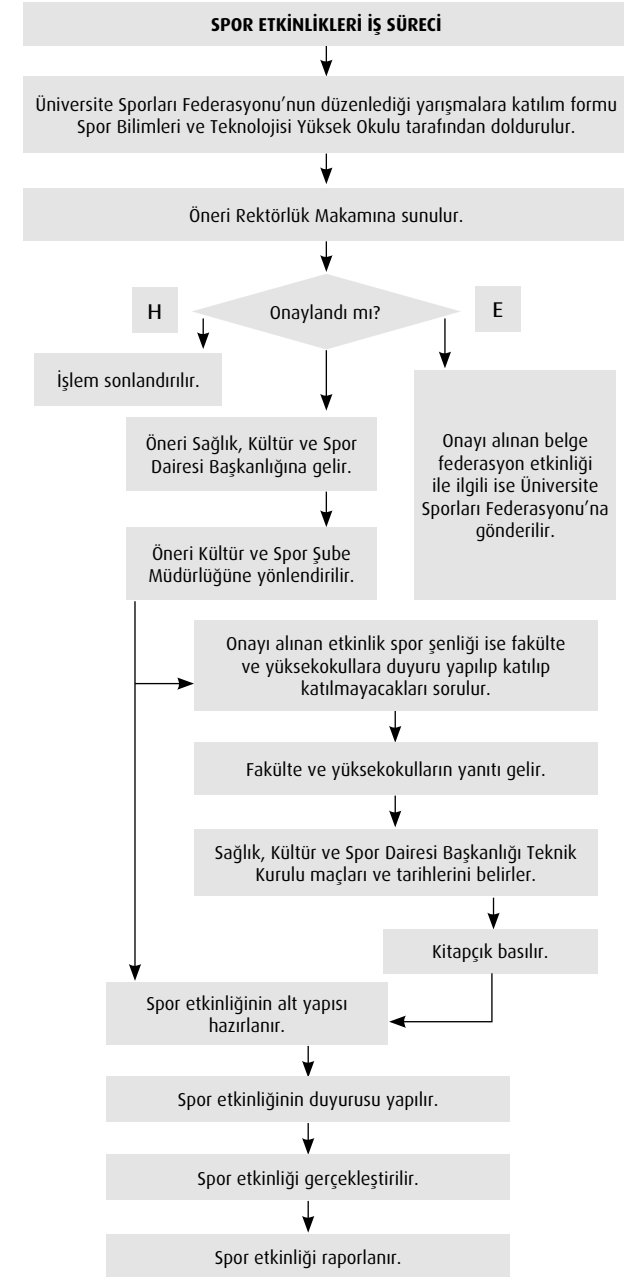 SPOR ETKİNLİKLERİ İŞ SÜRECİ
Üniversite Sporları Federasyonu’nun düzenlediği yarışmalara katılım formu
Spor Bilimleri ve Teknolojisi Yüksek Okulu tarafından doldurulur.
Öneri Rektörlük Makamına sunulur.
H
Onaylandı mı?
E
İşlem sonlandırılır.
Öneri Sağlık, Kültür ve Spor
Dairesi Başkanlığına gelir.
Onayı alınan belge
federasyon etkinliği
ile ilgili ise Üniversite
Sporları Federasyonu’na
gönderilir.
Öneri Kültür ve Spor Şube
Müdürlüğüne yönlendirilir.
Onayı alınan etkinlik spor şenliği ise fakülte
ve yüksekokullara duyuru yapılıp katılıp
katılmayacakları sorulur.
Fakülte ve yüksekokulların yanıtı gelir.
Sağlık, Kültür ve Spor Dairesi Başkanlığı Teknik
Kurulu maçları ve tarihlerini belirler.
Kitapçık basılır.
Spor etkinliğinin alt yapısı
hazırlanır.
Spor etkinliğinin duyurusu yapılır.
Spor etkinliği gerçekleştirilir.
Spor etkinliği raporlanır.